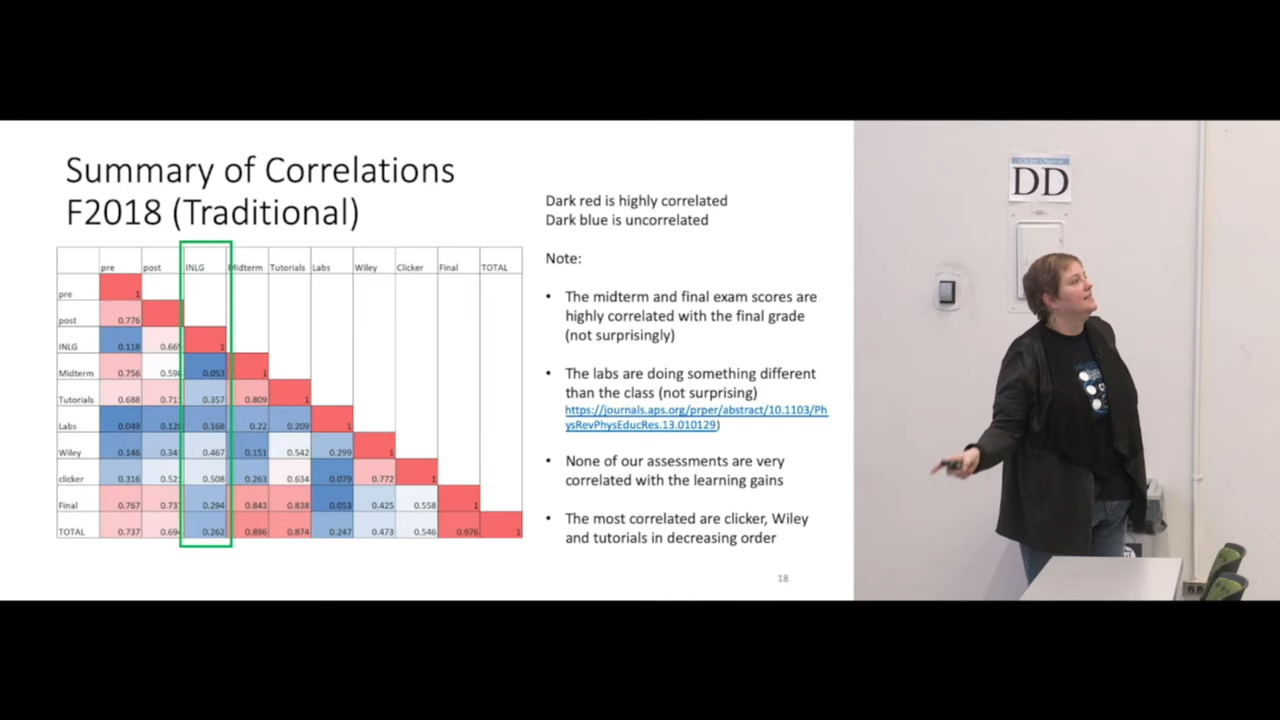 Summary of Correlations
F2018 (Traditional)
pre post INLG Midterm Tutorials Labs Wiley Clicker Final TOTAL
pre 1
post 0.776
INLG 0.118 1
Midterm 0.756 0.053 1
Tutorials 0.688 0.357 0.809 1
Labs 0.049 0.168 0.22 0.209 1
Wiley 0.146 0.467 0.151 0.542 0.299 1
clicker 0.316 0.508 0.263 0.634 0.079 0.772 1
Final 0.767 0.294 0.843 0.838 0.053 0.425 0.558 1
TOTAL 0.737 0.262 0.896 0.874 0.247 0.473 0.546 0.976 1
Dark red is highly correlated
Dark blue is uncorrelated
Note:
• The midterm and final exam scores are
highly correlated with the final grade
(not surprisingly)
• The labs are doing something different
than the class (not surprising)
https://journals.aps.org/prper/abstract/10.1103/Ph
ysRevPhysEducRes.13.010129)
• None of our assessments are very
correlated with the learning gains
• The most correlated are clicker, Wiley
and tutorials in decreasing order
18
DD